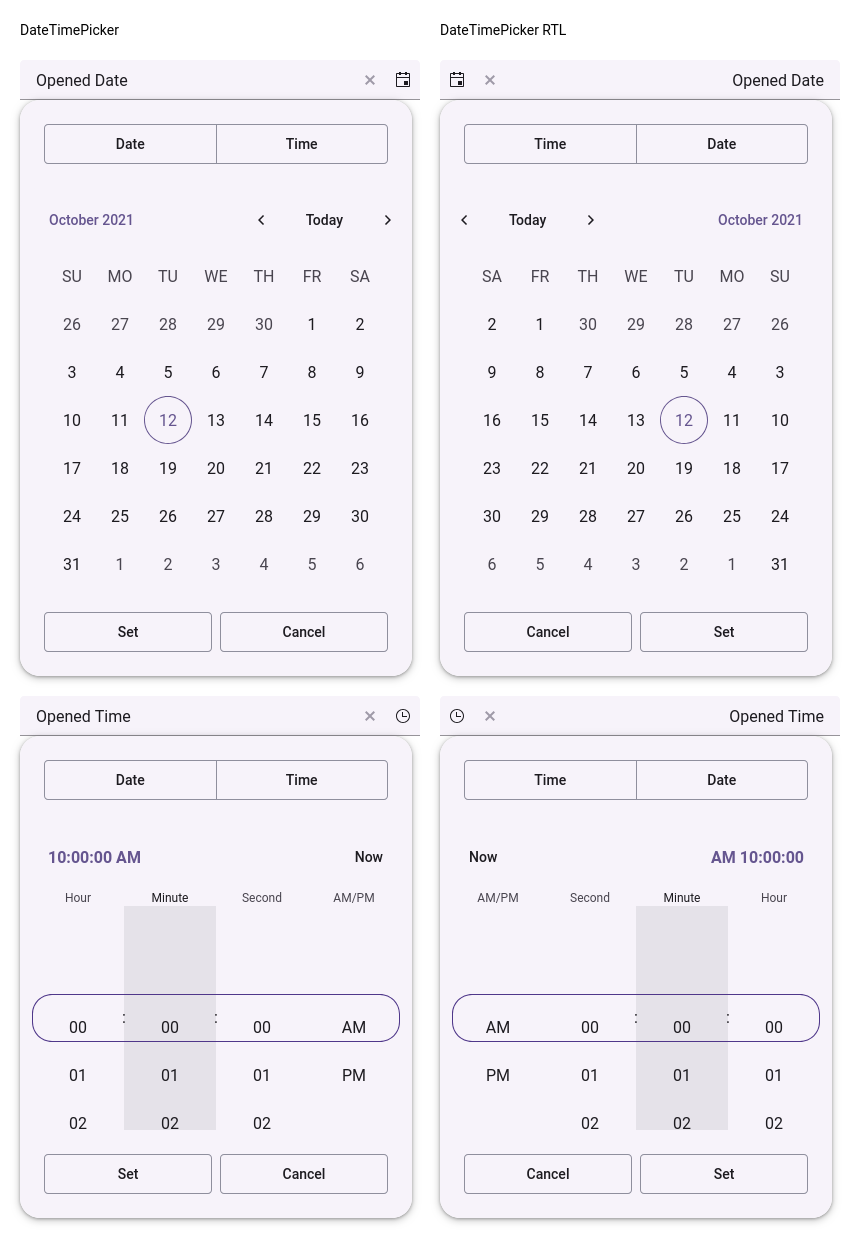 DateTimePicker
Opened Date
Date Time
October 2021 Today
SU MO TU WE TH FR SA
26 27 28 29 30 1 2
3 4 5 6 7 8 9
10 11 12 13 14 15 16
17 18 19 20 21 22 23
24 25 26 27 28 29 30
31 1 2 3 4 5 6
Set Cancel
Opened Time
Date Time
10:00:00 AM Now
Hour Minute Second AM/PM
00 : 00 : 00 AM
01 01 01 PM
02 02 02
Set Cancel
DateTimePicker RTL
Opened Date
Time Date
Today October 2021
SA FR TH WE TU MO SU
2 1 30 29 28 27 26
9 8 7 6 5 4 3
16 15 14 13 12 11 10
23 22 21 20 19 18 17
30 29 28 27 26 25 24
6 5 4 3 2 1 31
Cancel Set
Opened Time
Time Date
Now AM 10:00:00
AM/PM Second Minute Hour
AM 00 : 00 : 00
PM 01 01 01
02 02 02
Cancel Set